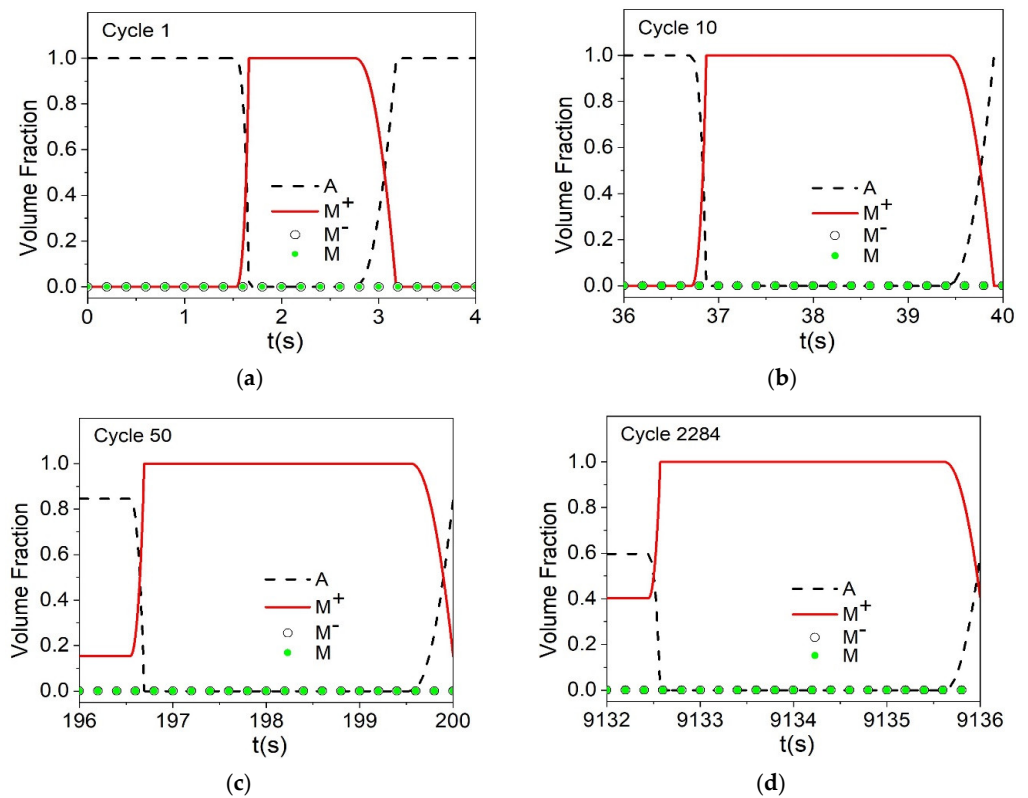 Cycle 1
1.0
0.8
0.6
0.4
0.2
0.0
Volume Fraction
A
M+
M-
M
0 1 2 3 4
t(s)
(a)
Cycle 10
1.0
0.8
0.6
0.4
0.2
0.0
Volume Fraction
A
M+
M-
M
36 37 38 39 40
t(s)
(b)
Cycle 50
1.0
0.8
0.6
0.4
0.2
0.0
Volume Fraction
A
M+
M-
M
196 197 198 199 200
t(s)
(c)
Cycle 2284
1.0
0.8
0.6
0.4
0.2
0.0
Volume Fraction
A
M+
M-
M
9132 9133 9134 9135 9136
t(s)
(d)